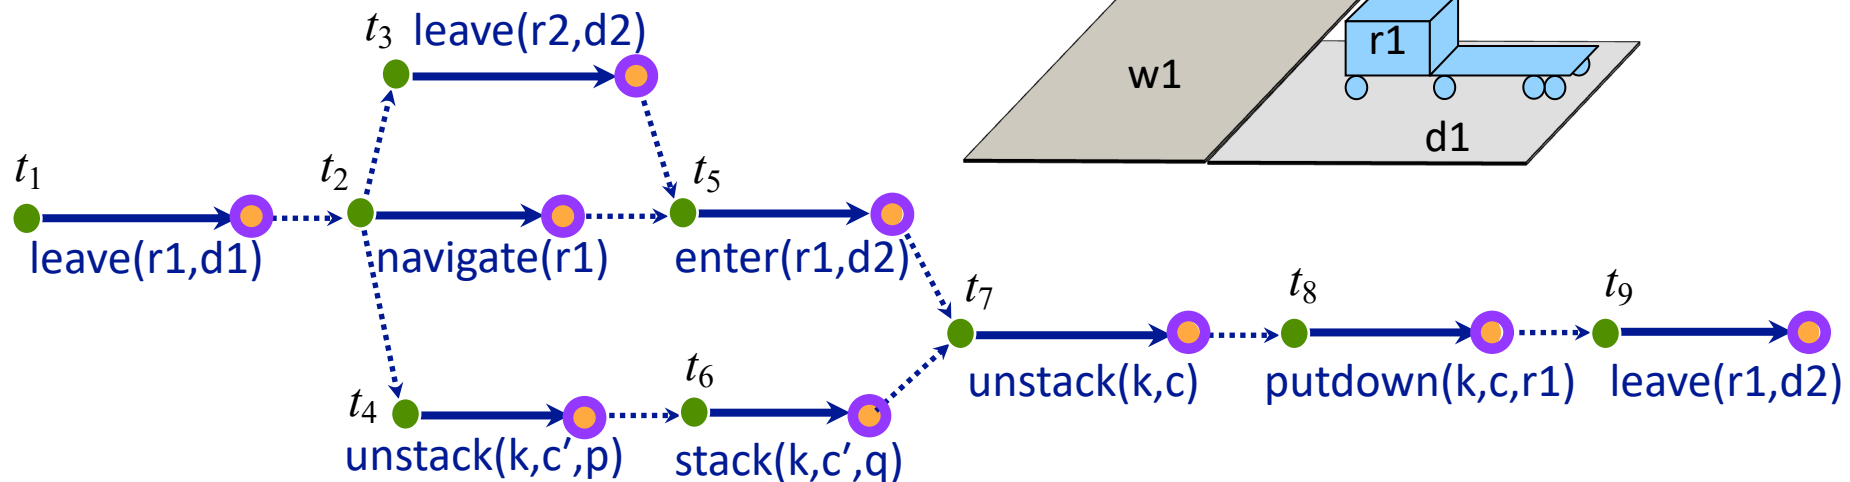 t3 leave(r2,d2)
r1
w1
d1
t1
t2
t5
leave(r1,d1)
navigate(r1)
enter(r1,d2)
t7
t8
t9
t4
t6
unstack(k,c)
putdown(k,c,r1)
leave(r1,d2)
unstack(k,c′,p)
stack(k,c′,q)